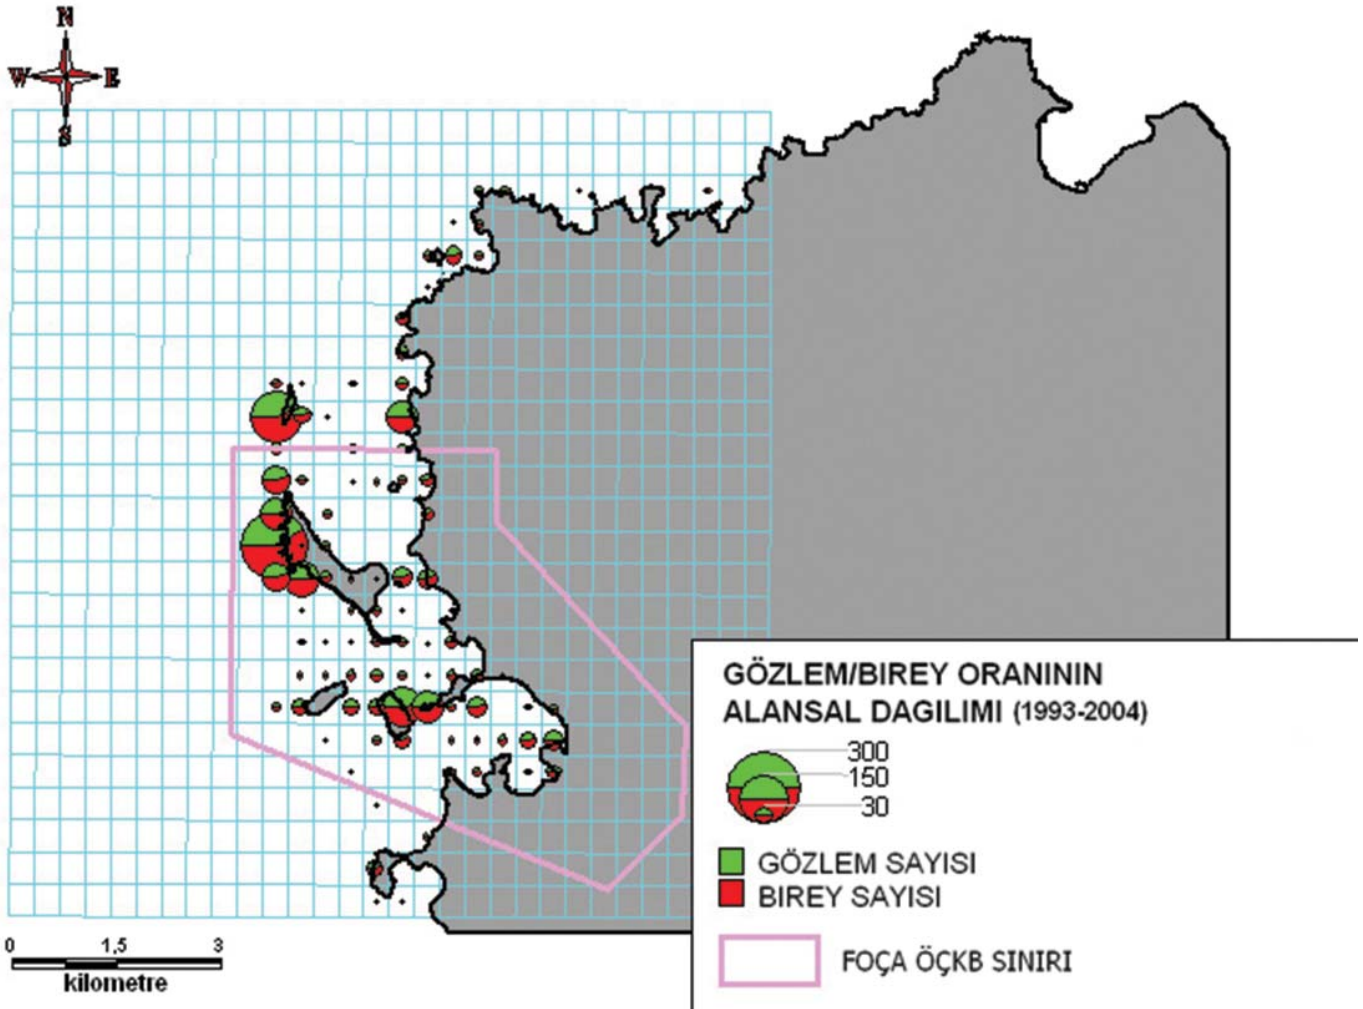 N
W E
S
GÖZLEM/BIREY ORANININ
ALANSAL DAGILIMI (1993-2004)
300
150
30
GÖZLEM SAYISI
BIREY SAYISI
FOÇA ÖÇKB SINIRI
0 1,5 3
kilometre